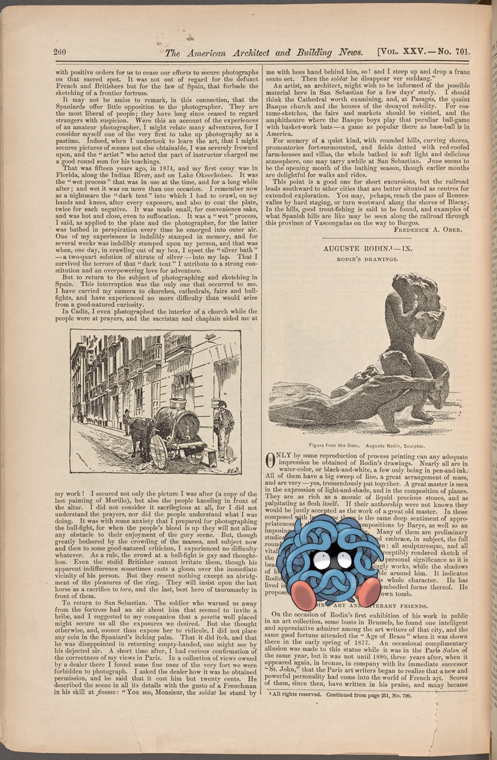 260
The American Architect and Building News.
[VOL. XXV. — No. 701.
with positive orders for us to cease our efforts to secure photographs
on that sacred spot. It was not out of regard for the defunct
French and Britishers but for the law of Spain, that forbade the
sketching of a frontier fortress.
It may not be amiss to remark, in this connection, that the
Spaniards offer little opposition to the photographer. They are
the most liberal of people; they have long since ceased to regard
strangers with suspicion. Were this an account of the experiences
of an amateur photographer, I might relate many adventures, for I
consider myself one of the very first to take up photography as a
pastime. Indeed, when I undertook to learn the art, that I might
secure pictures of scenes not else obtainable, I was severely frowned
upon, and the "artist" who acted the part of instructor charged me
a good round sum for his teachings.
That was fifteen years ago, in 1874, and my first essay was in
Florida, along the Indian River, and on Lake Okeechobee. It was
the "wet process" that was in use at the time, and for a long while
after; and wet it was on more than one occasion. I remember now
as a nightmare the "dark tent" into which I had to crawl, on my
hands and knees, after every exposure, and also to coat the plate,
twice for each negative. It was made small, for convenience sake,
and was hot and close, even to suffocation. It was a "wet" process,
I said, as applied to the plate and the photographer, for the latter
was bathed in perspiration every time he emerged into outer air.
One of my experiences is indelibly stamped in memory, and for
several weeks was indelibly stamped upon my person, and that was
when, one day, in crawling out of my box, I upset the "silver bath"
— a two-quart solution of nitrate of silver — into my lap. That I
survived the terrors of that "dark tent" I attribute to a strong con-
stitution and an overpowering love for adventure.
But to return to the subject of photographing and sketching in
Spain. This interruption was the only one that occurred to me.
I have carried my camera to churches, cathedrals, fairs and bull-
fights, and have experienced no more difficulty than would arise
from a good-natured curiosity.
In Cadiz, I even photographed the interior of a church while the
people were at prayers, and the sacristan and chaplain aided me at
my work! I secured not only the picture I was after (a copy of the
last painting of Murillo), but also the people kneeling in front of
the altar. I did not consider it sacrilegious at all, for I did not
understand the prayers, nor did the people understand what I was
doing. It was with some anxiety that I prepared for photographing
the bull-fight, for when the people's blood is up they will not allow
any obstacle to their enjoyment of the gory scene. But, though
greatly bothered by the crowding of the masses, and subject now
and then to some good-natured criticism, I experienced no difficulty
whatever. As a rule, the crowd at a bull-fight is gay and thought-
less. Even the stolid Britisher cannot irritate them, though his
apparent indifference sometimes casts a gloom over the immediate
vicinity of his person. But they resent nothing except an abridg-
ment of the pleasures of the ring. They will insist upon the last
horse as a sacrifice to toro, and the last, best hero of tauromachy in
front of them.
To return to San Sebastian. The soldier who warned us away
from the fortress had an air about him that seemed to invite a
bribe, and I suggested to my companion that a peseta well placed
might secure us all the exposures we desired. But she thought
otherwise, and, sooner than expose her to ridicule, I did not place
any coin in the Spaniard's itching palm. That it did itch, and that
he was disappointed in returning empty-handed, one might see by
his dejected air. A short time after, I had curious confirmation of
the correctness of my views in Paris. In a collection of views owned
by a dealer there I found some fine ones of the very fort we were
forbidden to photograph. I asked the dealer how it was he obtained
permission, and he said that it cost him but twenty cents. He
described the scene in all its details with the gusto of a Frenchman
in his skill at finesse: "You see, Monsieur, the soldat he stand by
me with hees hand behind him, so! and I steep up and drop a franc
cento eet. Then the soldat he disappear ver sudding."
An artist, an architect, might wish to be informed of the possible
material here in San Sebastian for a few days' study. I should
think the Cathedral worth examining, and, at Pasages, the quaint
Basque church and the houses of the decayed nobility. For cos-
tume-sketches, the fairs and markets should be visited, and the
amphitheatre where the Basque boys play that peculiar ball-game
with basket-work bats — a game as popular there as base-ball is in
America.
For scenery of a quiet kind, with rounded hills, curving shores,
promontories fort-surmounted, and fields dotted with red-roofed
farm-houses and villas, the whole bathed in soft light and delicious
atmosphere, one may tarry awhile at San Sebastian. June seems to
be the opening month of the bathing season, though earlier months
are delightful for walks and rides.
This point is a good one for short excursions, but the railroad
leads southward to other cities that are better situated as centres for
extended exploration. You may, perhaps, reach the pass of Ronces-
valles by hard staging, or turn westward along the shores of Biscay.
In the hills, good trout-fishing is said to be found, and examples of
what Spanish hills are like may be seen along the railroad through
this province of Vascongadas on the way to Burgos.
FREDERICK A. OBER.
AUGUSTE RODIN.¹ — IX.
RODIN'S DRAWINGS.
Figure from the Door. Auguste Rodin, Sculptor.
ONLY by some reproduction of process printing can any adequate
impression be obtained of Rodin's drawings. Nearly all are in
water-color, or black-and-white, a few only being in pen-and-ink.
All of them have a big sweep of line, a great arrangement of mass,
and are very — yes, tremendously put together. A great master is seen
in the expression of light-and-shade, and in the composition of planes.
They are as rich as a mosaic of liquid precious stones, and as
palpitating as flesh itself. If their authorship were not known they
would be justly accepted as the work of a great old master. In those
composed with
is the same deep sentiment of appro-
positions by Barye, as well as an
Many of them are preliminary
embrace, in subject, the full
all sculpturesque, and all
ceptibly rendered sketch of
personal significance as it is
works, while the shadows
around him. It indicates
whole character. He has
lived
bodied forms thereof. He
own tomb.
ART AND LITERARY FRIENDS.
On the occasion of Rodin's first exhibition of his work in public
in an art collection, some busts in Brussels, he found one intelligent
and appreciative admirer among the art writers of that city, and the
same good fortune attended the "Age of Brass" when it was shown
there in the early spring of 1877. An occasional complimentary
allusion was made to this statue while it was in the Paris Salon of
the same year, but it was not until 1880, three years after, when it
appeared again, in bronze, in company with its immediate successor
"St. John," that the Paris art writers began to realize that a new and
powerful personality had come into the world of French art. Scores
of them, since then, have written in his praise, and many became
¹ All rights reserved. Continued from page 251, No. 700.